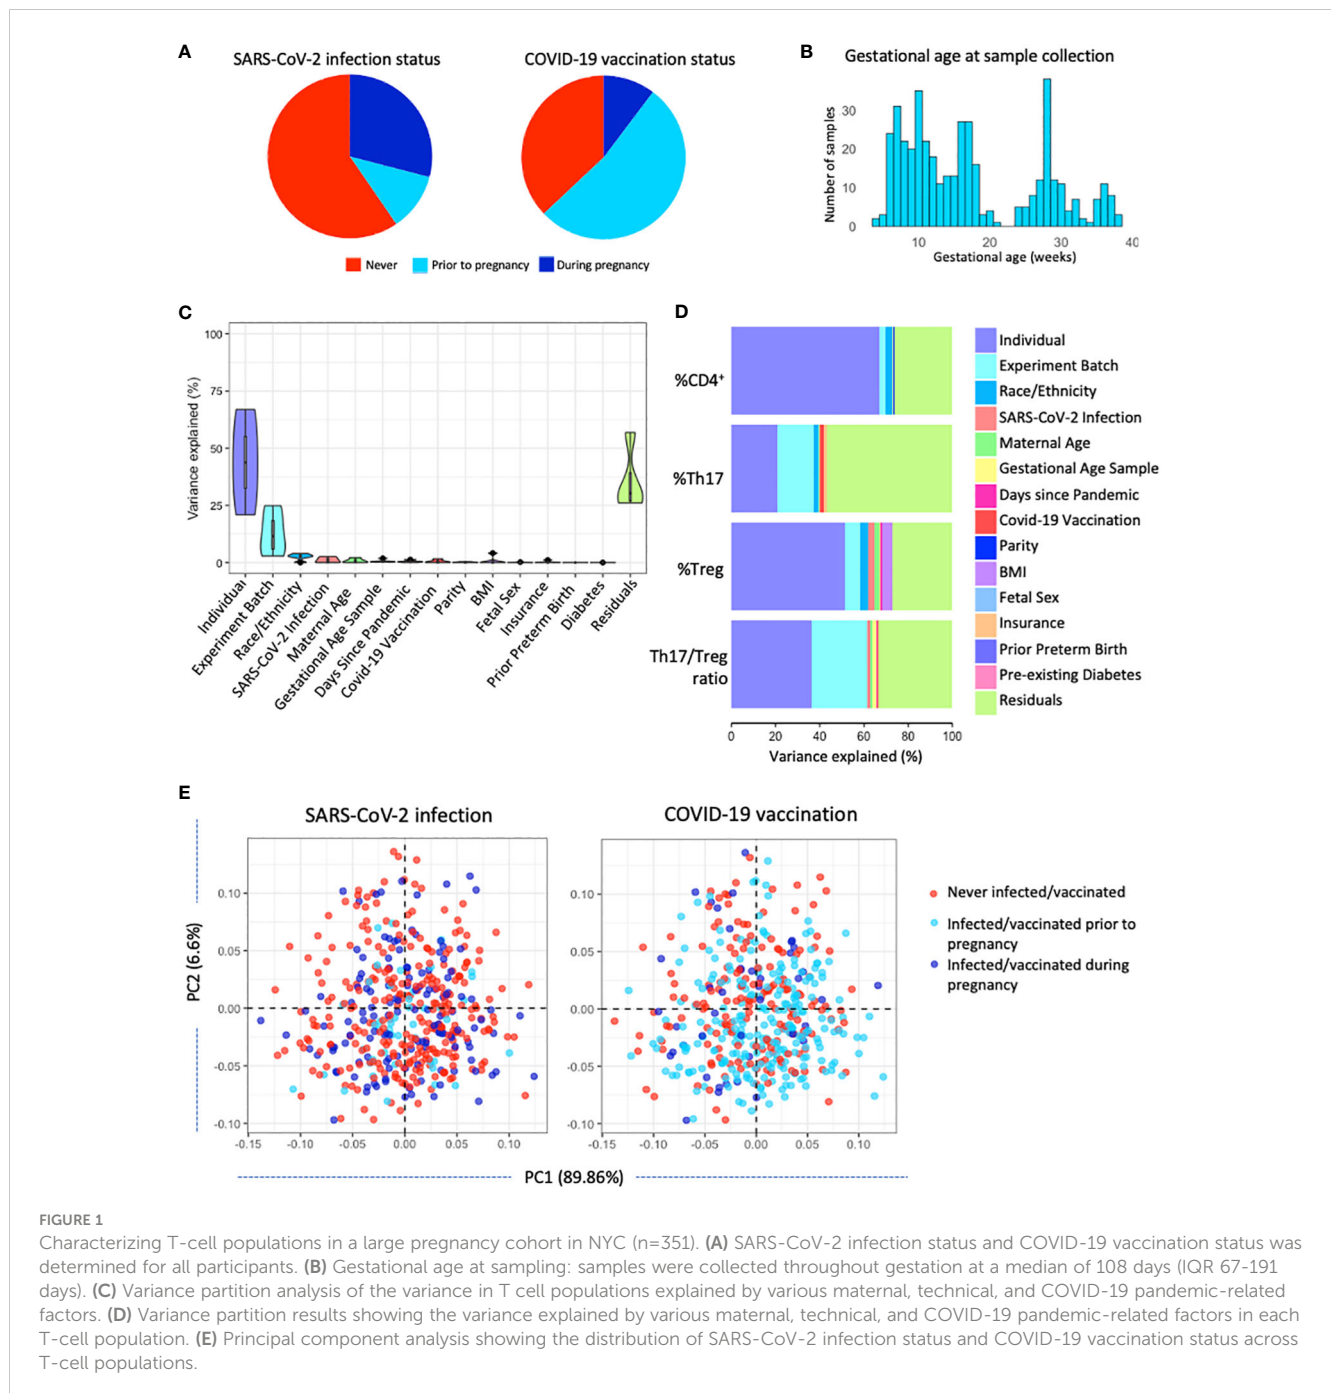 A
SARS-CoV-2 infection status
COVID-19 vaccination status
Never
Prior to pregnancy
During pregnancy
B
Gestational age at sample collection
Number of samples
30
20
10
0
10
20
30
40
Gestational age (weeks)
C
Variance explained (%)
100
75
50
25
0
Individual
Experiment Batch
Race/Ethnicity
SARS-CoV-2 Infection
Maternal Age
Gestational Age Sample
Days Since Pandemic
Covid-19 Vaccination
Parity
BMI
Fetal Sex
Insurance
Prior Preterm Birth
Diabetes
Residuals
D
%CD4⁺
%Th17
%Treg
Th17/Treg
ratio
0
20
40
60
80
100
Variance explained (%)
Individual
Experiment Batch
Race/Ethnicity
SARS-CoV-2 Infection
Maternal Age
Gestational Age Sample
Days since Pandemic
Covid-19 Vaccination
Parity
BMI
Fetal Sex
Insurance
Prior Preterm Birth
Pre-existing Diabetes
Residuals
E
SARS-CoV-2 infection
COVID-19 vaccination
PC2 (6.6%)
0.10
0.05
0.00
-0.05
-0.10
-0.15
-0.10
-0.05
0.00
0.05
0.10
0.10
0.05
0.00
-0.05
-0.10
-0.15
-0.10
-0.05
0.00
0.05
0.10
PC1 (89.86%)
Never infected/vaccinated
Infected/vaccinated prior to
pregnancy
Infected/vaccinated during
pregnancy
FIGURE 1
Characterizing T-cell populations in a large pregnancy cohort in NYC (n=351). (A) SARS-CoV-2 infection status and COVID-19 vaccination status was
determined for all participants. (B) Gestational age at sampling: samples were collected throughout gestation at a median of 108 days (IQR 67-191
days). (C) Variance partition analysis of the variance in T cell populations explained by various maternal, technical, and COVID-19 pandemic-related
factors. (D) Variance partition results showing the variance explained by various maternal, technical, and COVID-19 pandemic-related factors in each
T-cell population. (E) Principal component analysis showing the distribution of SARS-CoV-2 infection status and COVID-19 vaccination status across
T-cell populations.